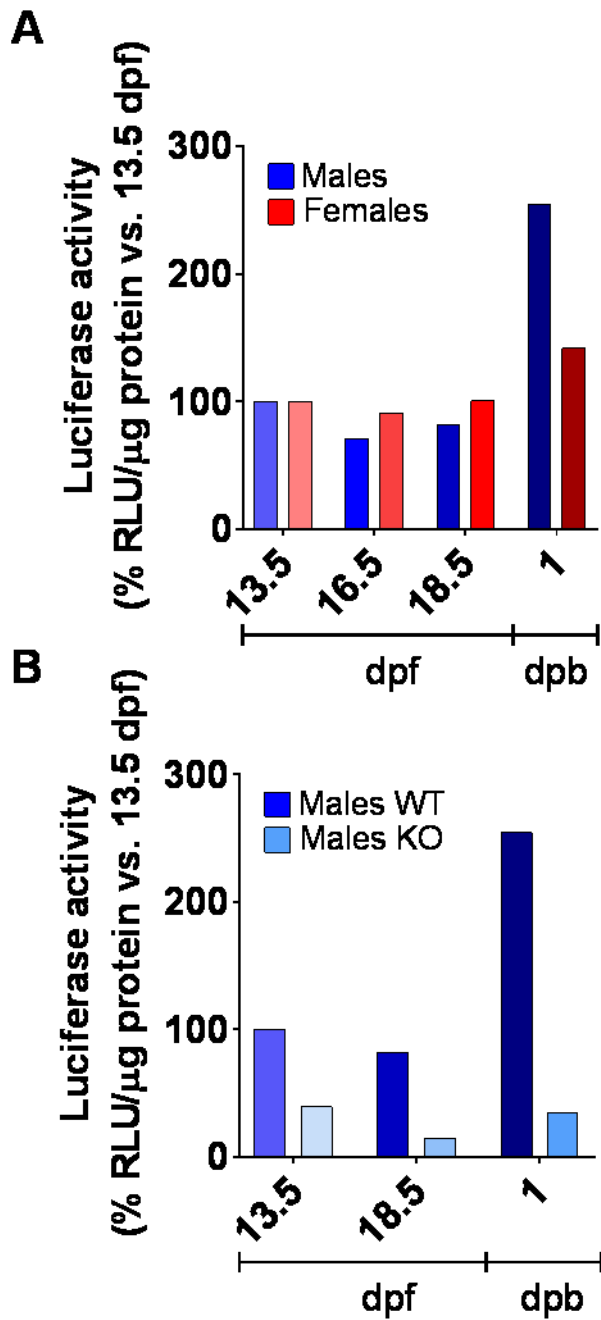 A
Luciferase activity
(% RLU/µg protein vs. 13.5 dpf)
300
200
100
0
Males
Females
13.5
16.5
18.5
1
dpf
dpb
B
Luciferase activity
(% RLU/µg protein vs. 13.5 dpf)
300
200
100
0
Males WT
Males KO
13.5
18.5
1
dpf
dpb